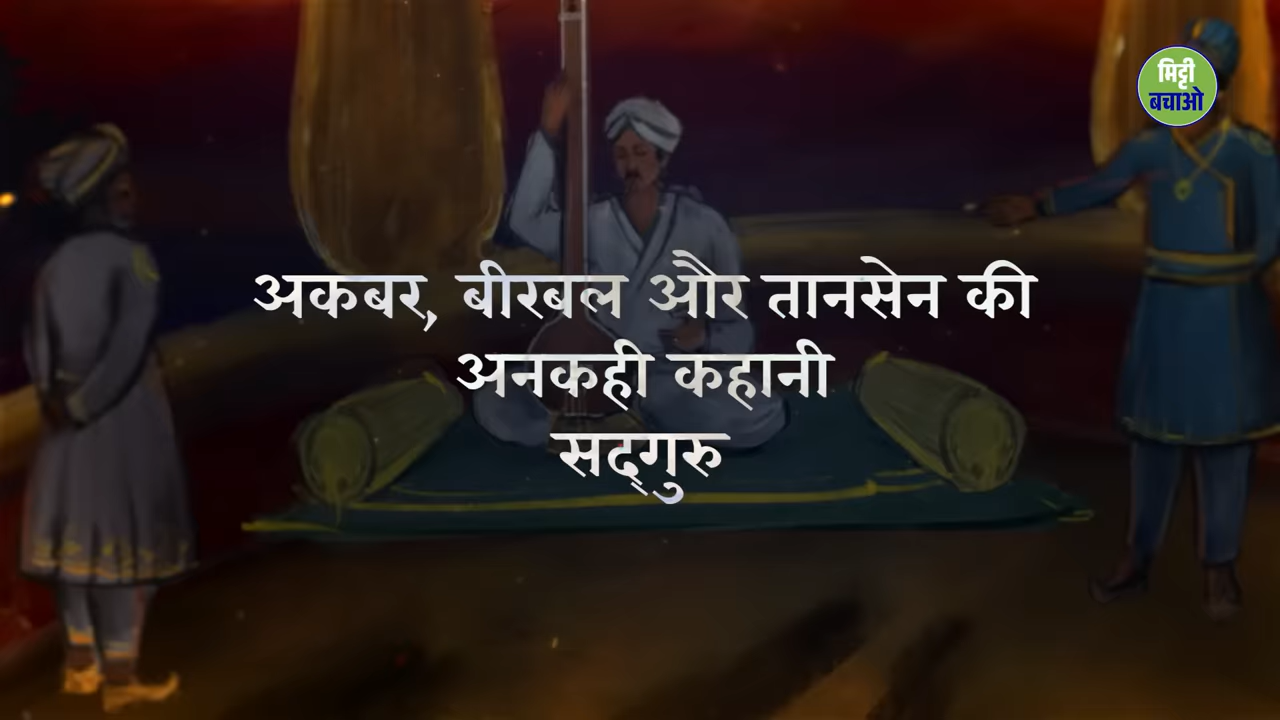 मिट्टी
बचाओ
अकबर, बीरबल और तानसेन की
अनकही कहानी
सद्‌गुरु